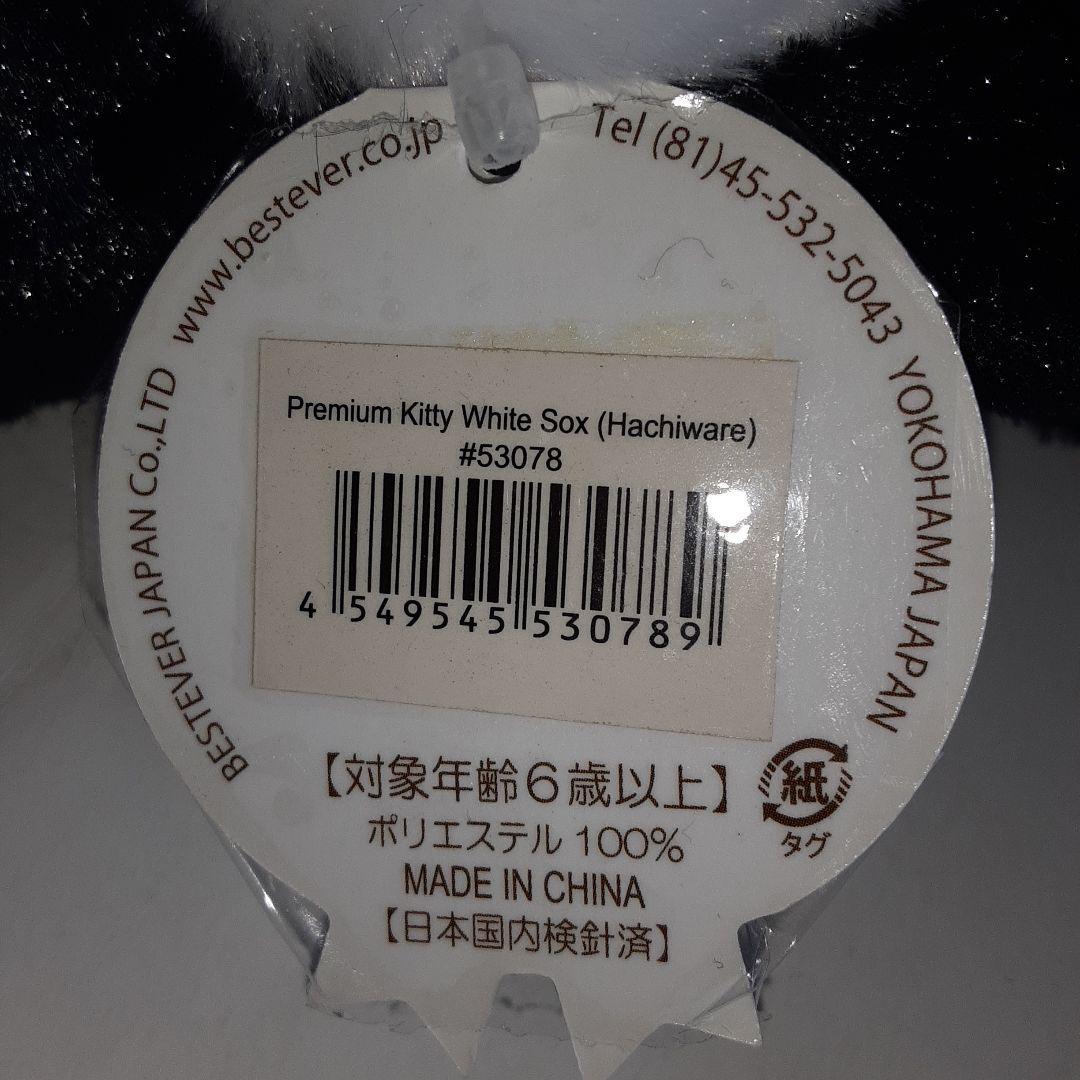 BESTEVER JAPAN Co.,LTD www.bestever.co.jp
Tel (81)45-532-5043 YOKOHAMA JAPAN
Premium Kitty White Sox (Hachiware)
#53078
4 549545 530789
【対象年齢6歳以上】
ポリエステル 100%
MADE IN CHINA
【日本国内検針済】
紙
タグ